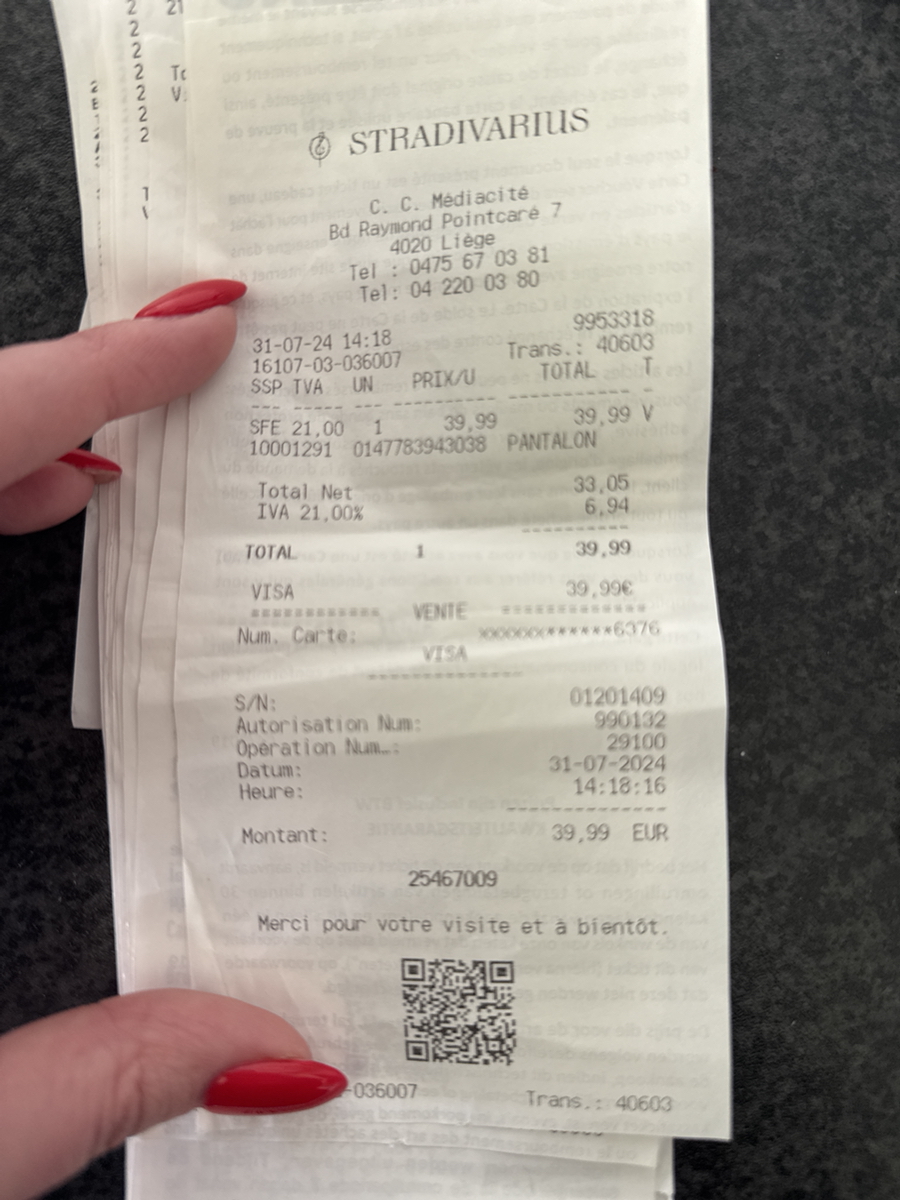 STRADIVARIUS
C. C. Médiacité
Bd Raymond Pointcaré 7
4020 Liège
Tel : 0475 67 03 81
Tel: 04 220 03 80
9953318
31-07-24 14:18
16107-03-036007 Trans.: 40603
SSP TVA UN PRIX/U TOTAL T
SFE 21,00 1 39,99 39,99 V
10001291 0147783943038 PANTALON
Total Net 33,05
IVA 21,00% 6,94
TOTAL 1 39,99
VISA 39,99€
============ VENTE =============
Num. Carte: xxxxxx******6376
VISA
S/N: 01201409
Autorisation Num: 990132
Opération Num.: 29100
Datum: 31-07-2024
Heure: 14:18:16
Montant: 39,99 EUR
25467009
Merci pour votre visite et à bientôt.
-036007 Trans.: 40603